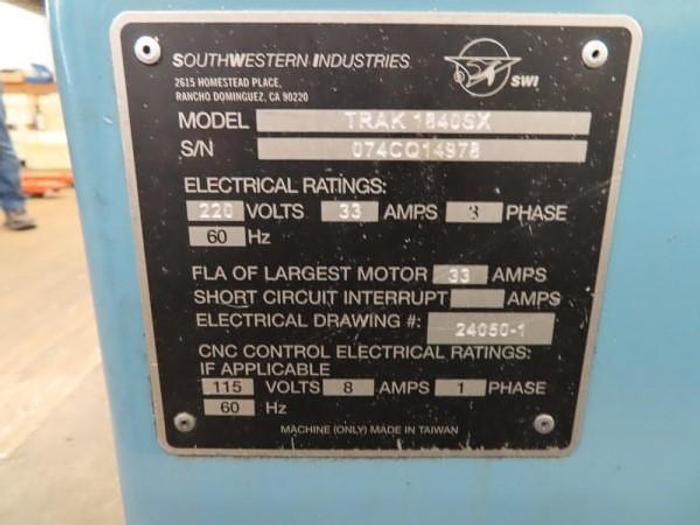 SOUTHWESTERN INDUSTRIES
SWI
2615 HOMESTEAD PLACE,
RANCHO DOMINGUEZ, CA 90220
MODEL TRAK 1840SX
S/N 074CQ14978
ELECTRICAL RATINGS:
220 VOLTS 33 AMPS 3 PHASE
60 Hz
FLA OF LARGEST MOTOR 33 AMPS
SHORT CIRCUIT INTERRUPT AMPS
ELECTRICAL DRAWING #: 24050-1
CNC CONTROL ELECTRICAL RATINGS:
IF APPLICABLE
115 VOLTS 8 AMPS 1 PHASE
60 Hz
MACHINE (ONLY) MADE IN TAIWAN